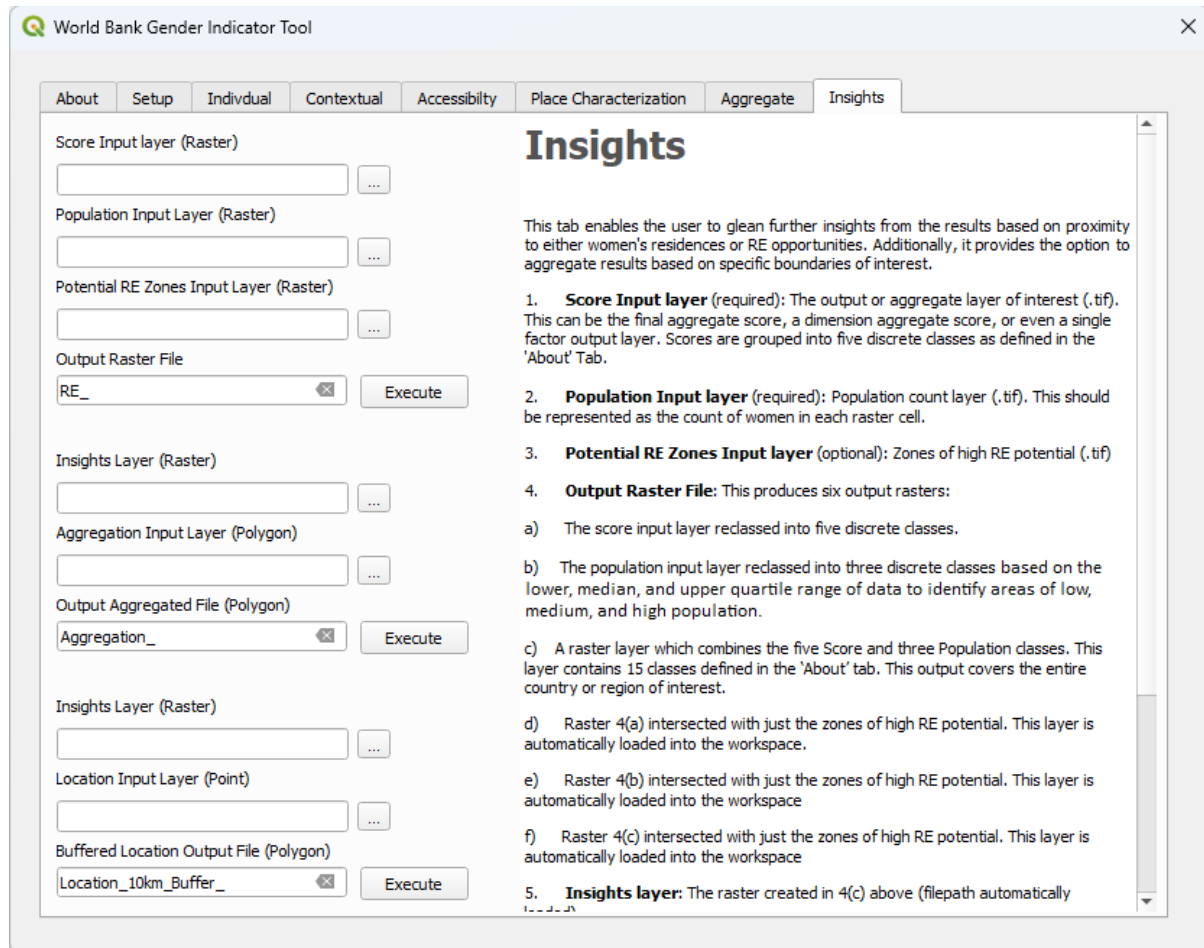 World Bank Gender Indicator Tool
About
Setup
Indivdual
Contextual
Accessibilty
Place Characterization
Aggregate
Insights
Score Input layer (Raster)
...
Population Input Layer (Raster)
...
Potential RE Zones Input Layer (Raster)
...
Output Raster File
RE_
Execute
Insights Layer (Raster)
...
Aggregation Input Layer (Polygon)
...
Output Aggregated File (Polygon)
Aggregation_
Execute
Insights Layer (Raster)
...
Location Input Layer (Point)
...
Buffered Location Output File (Polygon)
Location_10km_Buffer_
Execute
Insights
This tab enables the user to glean further insights from the results based on proximity
to either women's residences or RE opportunities. Additionally, it provides the option to
aggregate results based on specific boundaries of interest.
1. Score Input layer (required): The output or aggregate layer of interest (.tif).
This can be the final aggregate score, a dimension aggregate score, or even a single
factor output layer. Scores are grouped into five discrete classes as defined in the
'About' Tab.
2. Population Input layer (required): Population count layer (.tif). This should
be represented as the count of women in each raster cell.
3. Potential RE Zones Input layer (optional): Zones of high RE potential (.tif)
4. Output Raster File: This produces six output rasters:
a) The score input layer reclassed into five discrete classes.
b) The population input layer reclassed into three discrete classes based on the
lower, median, and upper quartile range of data to identify areas of low,
medium, and high population.
c) A raster layer which combines the five Score and three Population classes. This
layer contains 15 classes defined in the ‘About’ tab. This output covers the entire
country or region of interest.
d) Raster 4(a) intersected with just the zones of high RE potential. This layer is
automatically loaded into the workspace.
e) Raster 4(b) intersected with just the zones of high RE potential. This layer is
automatically loaded into the workspace
f) Raster 4(c) intersected with just the zones of high RE potential. This layer is
automatically loaded into the workspace
5. Insights layer: The raster created in 4(c) above (filepath automatically